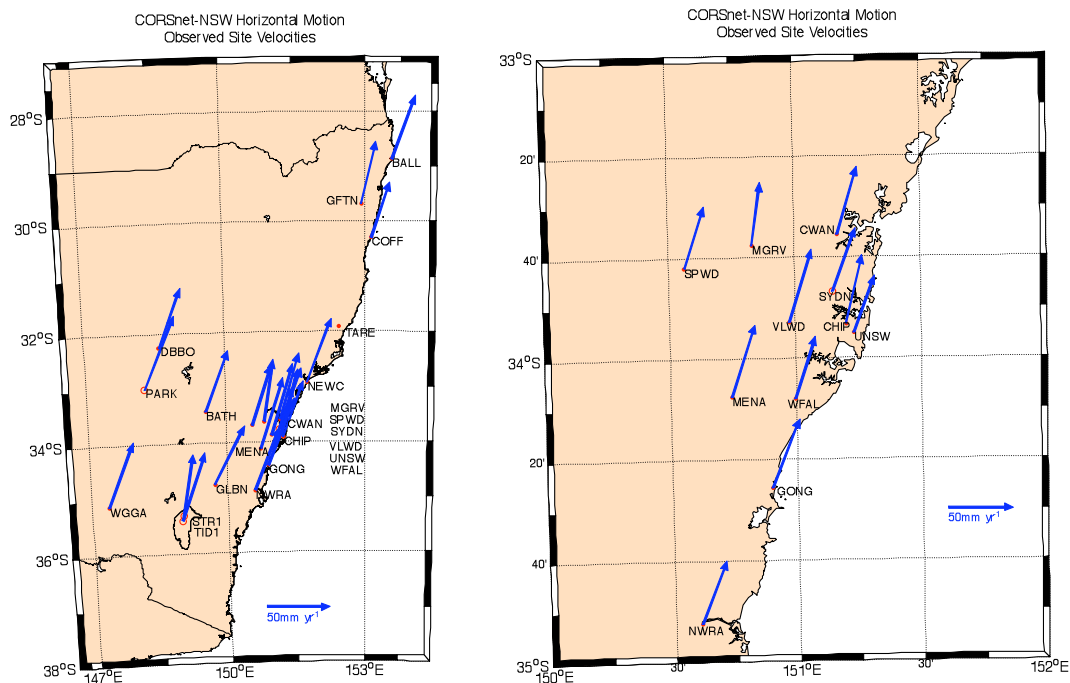 CORSnet-NSW Horizontal Motion
Observed Site Velocities
28°S
30°S
32°S
34°S
36°S
38°S
147°E
150°E
153°E
BALL
GFTN
COFF
TARE
DBBO
PARK
NEWC
BATH
MGRV
SPWD
SYDN
VLWD
UNSW
WFAL
CWAN
CHIP
MENA
GONG
GLBN
NWRA
WGGA
STR1
TID1
50mm yr-1
CORSnet-NSW Horizontal Motion
Observed Site Velocities
33°S
20'
40'
34°S
20'
40'
35°S
150°E
30'
151°E
30'
152°E
CWAN
MGRV
SPWD
SYDN
VLWD
CHIP
UNSW
MENA
WFAL
GONG
50mm yr-1
NWRA